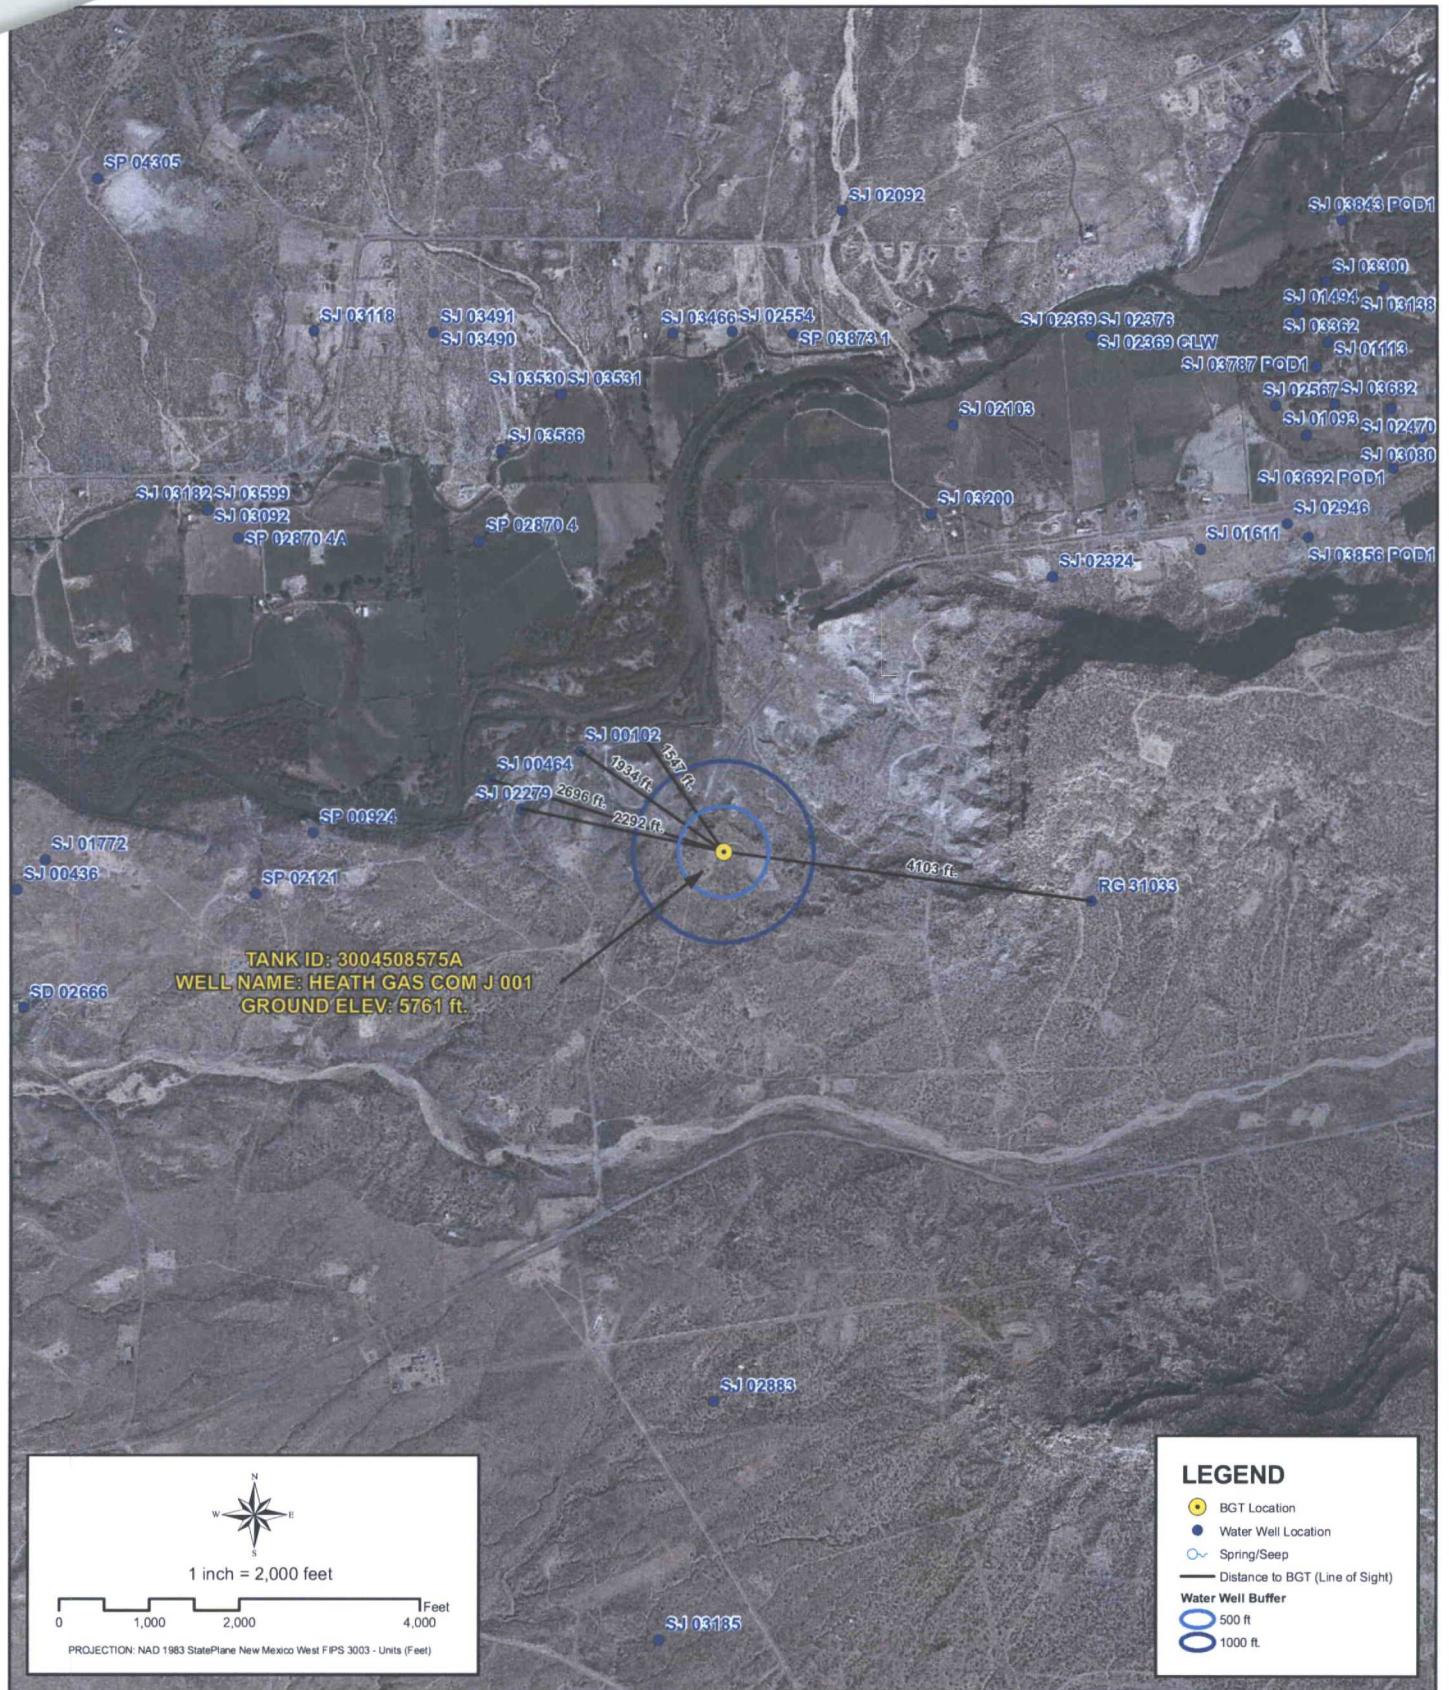 SP 04305
SJ 02092
SJ 03843 POD1
SJ 03300
SJ 01494 SJ 03138
SJ 03118
SJ 03491
SJ 03490
SJ 03466 SJ 02554
SP 03873 1
SJ 02369 SJ 02376
SJ 02369 CLW
SJ 03362
SJ 01113
SJ 03787 POD1
SJ 03530 SJ 03531
SJ 02567 SJ 03682
SJ 02103
SJ 01093
SJ 02470
SJ 03566
SJ 03080
SJ 03692 POD1
SJ 03182 SJ 03599
SJ 03092
SJ 03200
SP 02870 4
SJ 02946
SP 02870 4A
SJ 01611
SJ 03856 POD1
SJ 02324
SJ 00102
1547 ft.
SJ 00464
1934 ft.
SJ 02279
2696 ft.
2292 ft.
SP 00924
SJ 01772
SJ 00436
SP 02121
4103 ft.
RG 31033
TANK ID: 3004508575A
WELL NAME: HEATH GAS COM J 001
GROUND ELEV: 5761 ft.
SD 02666
SJ 02883
SJ 03185
N
W E
S
1 inch = 2,000 feet
Feet
0 1,000 2,000 4,000
PROJECTION: NAD 1983 StatePlane New Mexico West FIPS 3003 - Units (Feet)
LEGEND
BGT Location
Water Well Location
Spring/Seep
Distance to BGT (Line of Sight)
Water Well Buffer
500 ft
1000 ft.